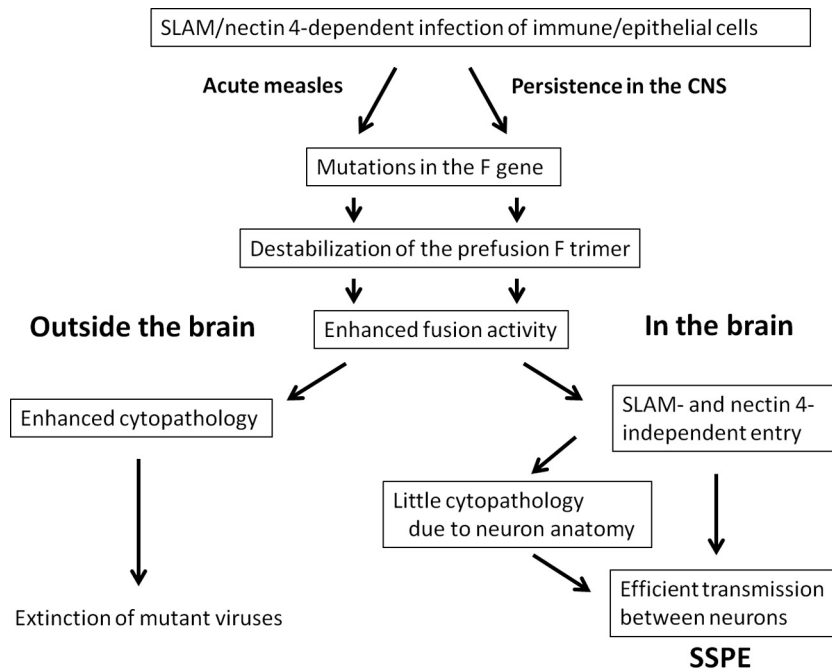 SLAM/nectin 4-dependent infection of immune/epithelial cells
Acute measles
Persistence in the CNS
Mutations in the F gene
Destabilization of the prefusion F trimer
Outside the brain
Enhanced fusion activity
In the brain
Enhanced cytopathology
SLAM- and nectin 4-
independent entry
Little cytopathology
due to neuron anatomy
Extinction of mutant viruses
Efficient transmission
between neurons
SSPE